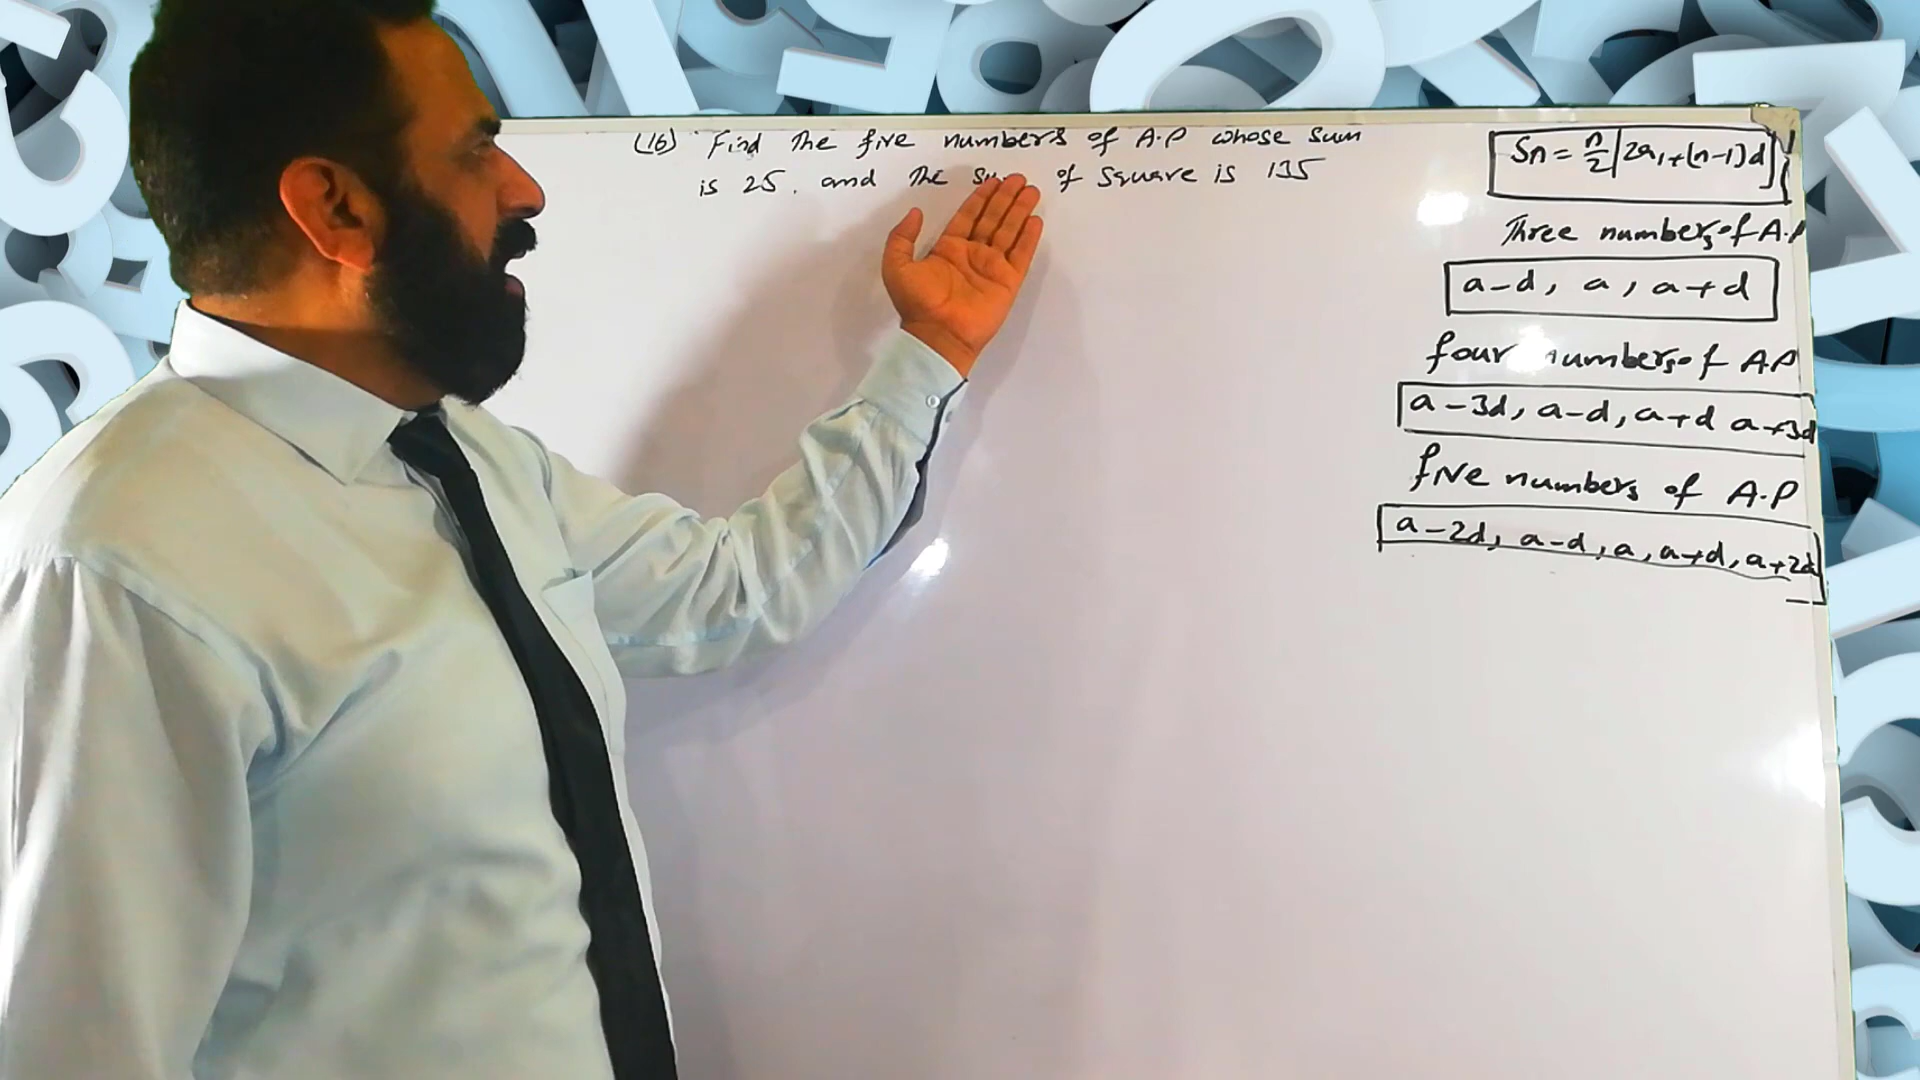 (16) Find the five numbers of A.P whose sum
is 25. and the sum of square is 135
Sn = n/2 [2a1+(n-1)d]
Three numbers of A.P
a-d, a, a+d
four numbers of A.P
a-3d, a-d, a+d a+3d
five numbers of A.P
a-2d, a-d, a, a+d, a+2d